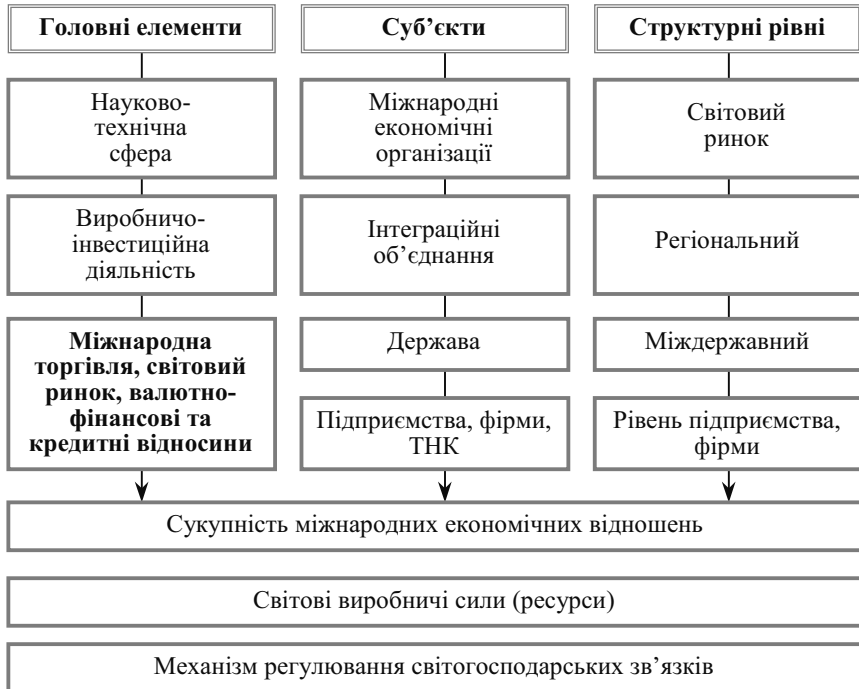 Головні елементи
Суб’єкти
Структурні рівні
Науково-
технічна
сфера
Міжнародні
економічні
організації
Світовий
ринок
Виробничо-
інвестиційна
діяльність
Інтеграційні
об’єднання
Регіональний
Міжнародна
торгівля, світовий
ринок, валютно-
фінансові та
кредитні відносини
Держава
Міждержавний
Підприємства, фірми,
ТНК
Рівень підприємства,
фірми
Сукупність міжнародних економічних відношень
Світові виробничі сили (ресурси)
Механізм регулювання світогосподарських зв’язків